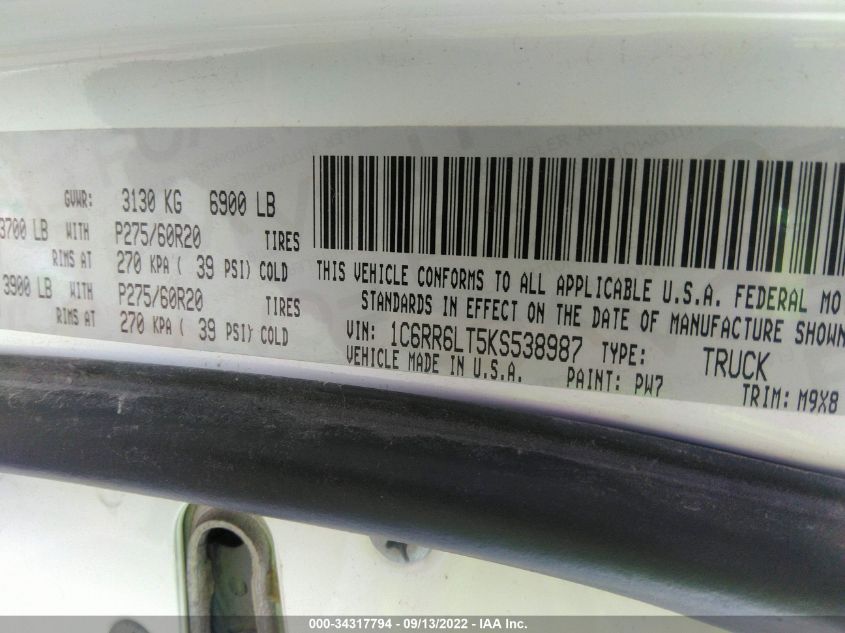 GVWR: 3130 KG 6900 LB
3700 LB WITH P275/60R20 TIRES
RIMS AT 270 KPA ( 39 PSI) COLD
3900 LB WITH P275/60R20 TIRES
RIMS AT 270 KPA ( 39 PSI) COLD
THIS VEHICLE CONFORMS TO ALL APPLICABLE U.S.A. FEDERAL MO
STANDARDS IN EFFECT ON THE DATE OF MANUFACTURE SHOWN
VIN: 1C6RR6LT5KS538987 TYPE: TRUCK
VEHICLE MADE IN U.S.A. PAINT: PW7 TRIM: M9X8
000-34317794 - 09/13/2022 - IAA Inc.